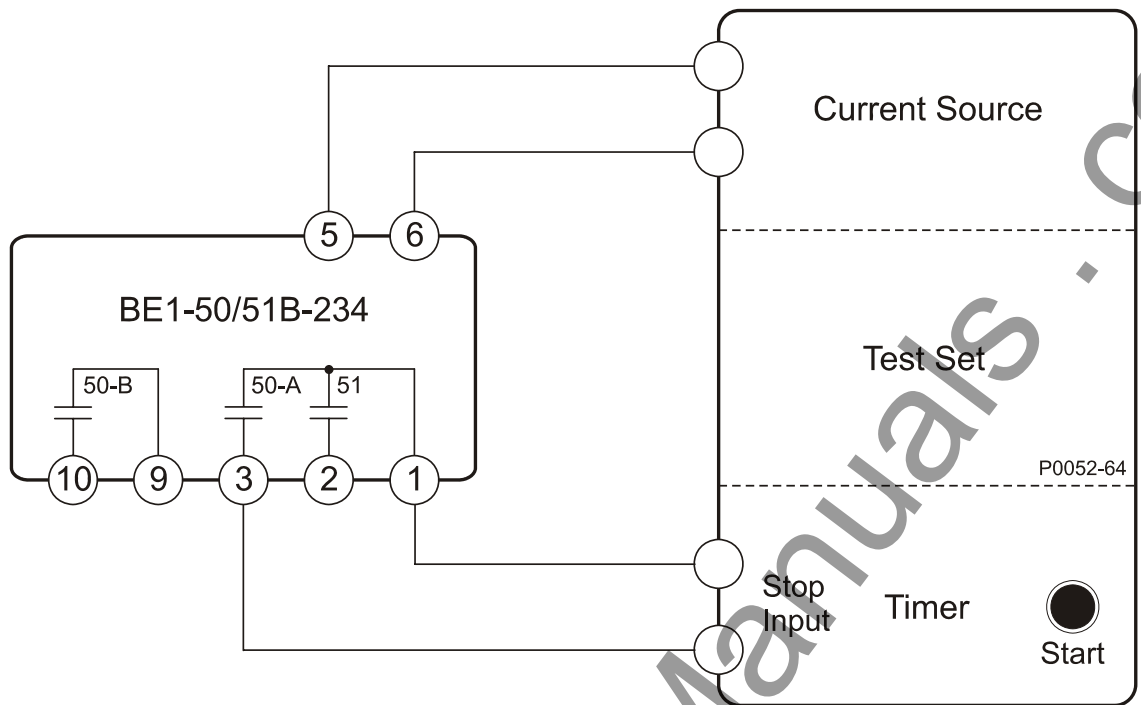 Current Source
5
6
BE1-50/51B-234
50-B
50-A
51
Test Set
10
9
3
2
1
P0052-64
Stop
Input
Timer
Start
Manuals .